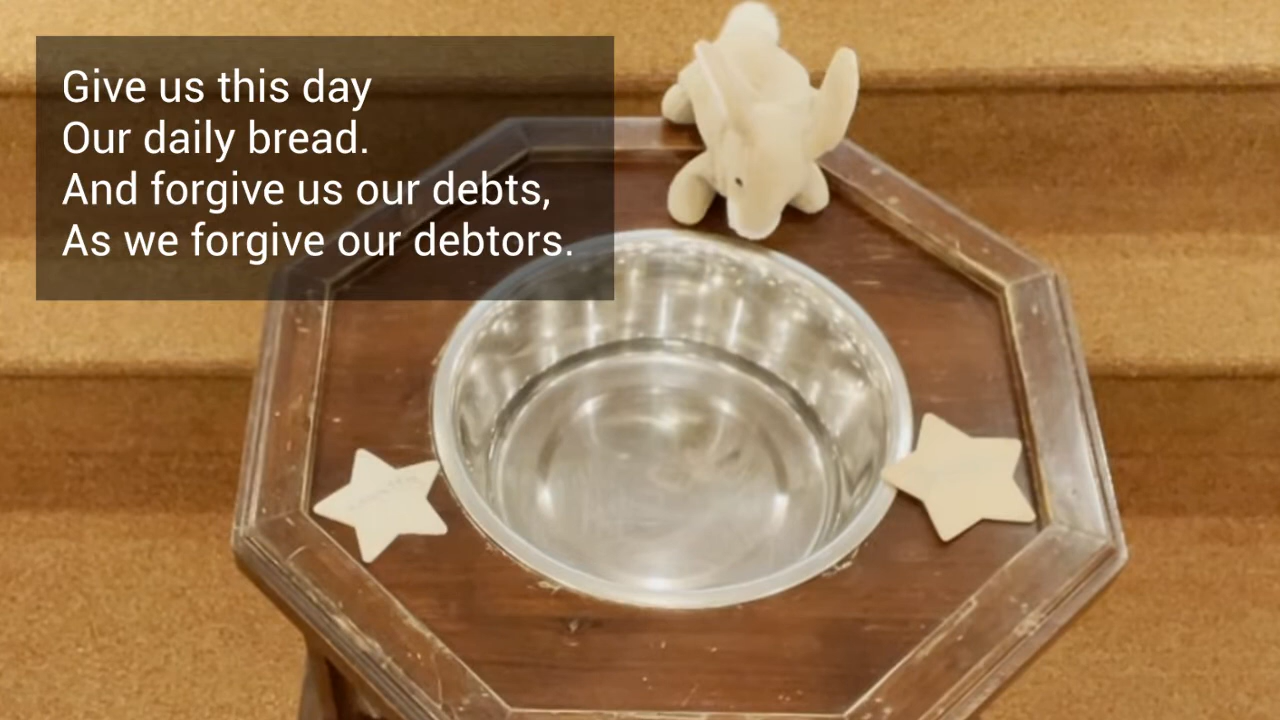 Give us this day
Our daily bread.
And forgive us our debts,
As we forgive our debtors.